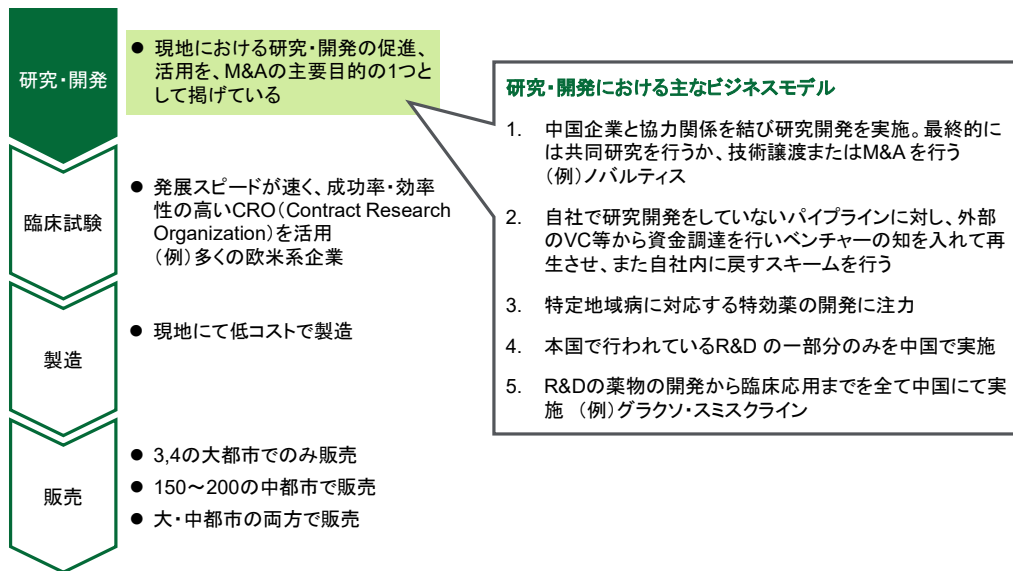 研究・開発
● 現地における研究・開発の促進、
活用を、M&Aの主要目的の1つと
して掲げている
臨床試験
● 発展スピードが速く、成功率・効率
性の高いCRO（Contract Research
Organization）を活用
（例）多くの欧米系企業
製造
● 現地にて低コストで製造
販売
● 3,4の大都市でのみ販売
● 150～200の中都市で販売
● 大・中都市の両方で販売
研究・開発における主なビジネスモデル
1. 中国企業と協力関係を結び研究開発を実施。最終的に
は共同研究を行うか、技術譲渡またはM&A を行う
（例）ノバルティス
2. 自社で研究開発をしていないパイプラインに対し、外部
のVC等から資金調達を行いベンチャーの知を入れて再
生させ、また自社内に戻すスキームを行う
3. 特定地域病に対応する特効薬の開発に注力
4. 本国で行われているR&D の一部分のみを中国で実施
5. R&Dの薬物の開発から臨床応用までを全て中国にて実
施 （例）グラクソ・スミスクライン